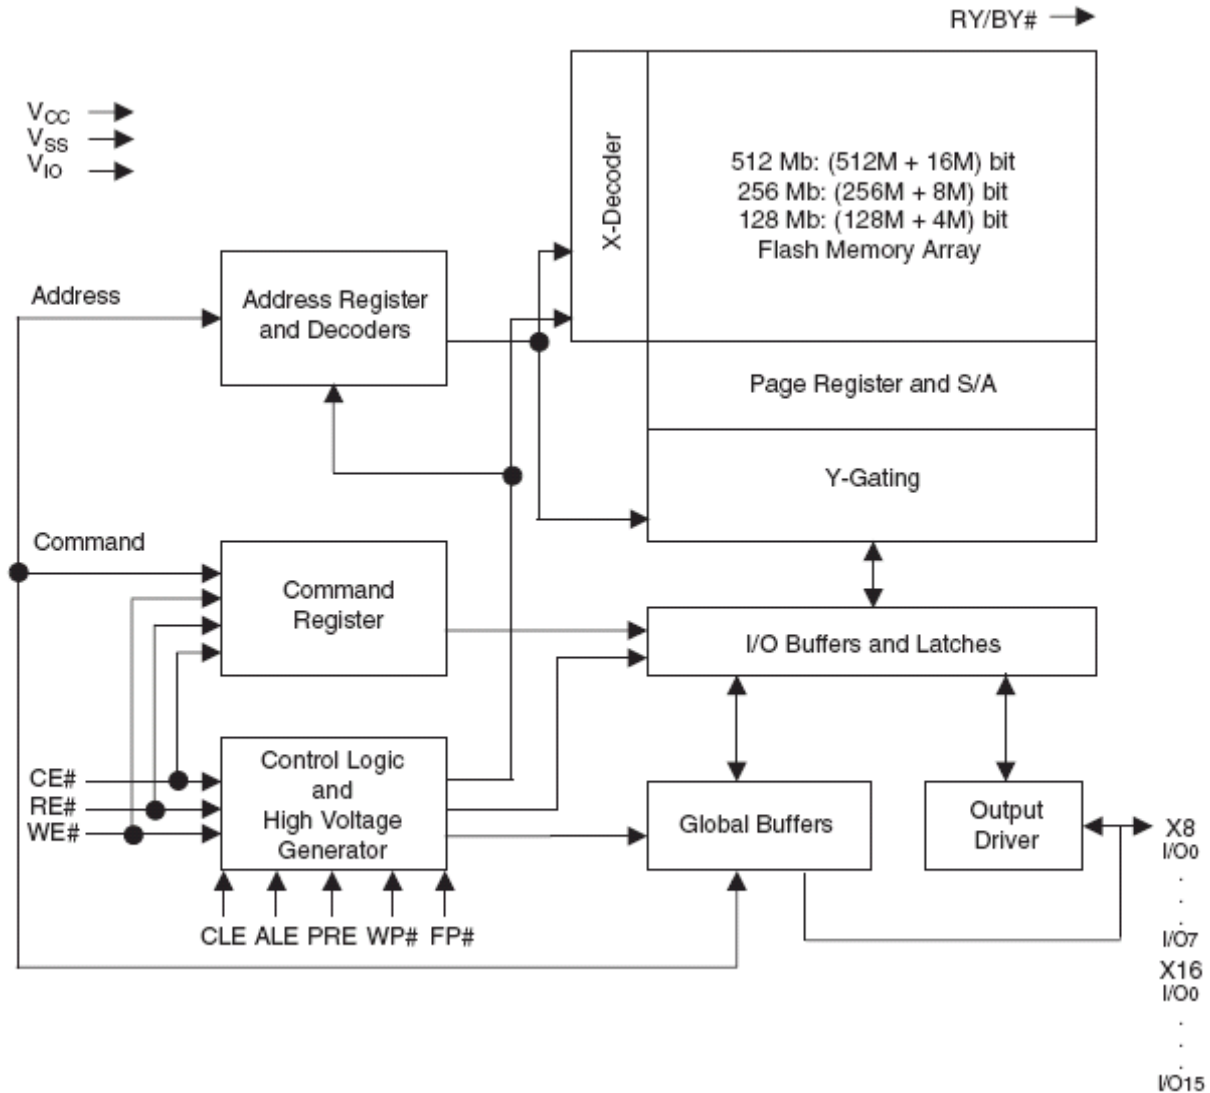 RY/BY#
VCC
VSS
VIO
X-Decoder
512 Mb: (512M + 16M) bit
256 Mb: (256M + 8M) bit
128 Mb: (128M + 4M) bit
Flash Memory Array
Address
Address Register
and Decoders
Page Register and S/A
Y-Gating
Command
Command
Register
I/O Buffers and Latches
CE#
RE#
WE#
Control Logic
and
High Voltage
Generator
Global Buffers
Output
Driver
CLE ALE PRE WP# FP#
X8
I/O0
.
.
.
I/O7
X16
I/O0
.
.
.
I/O15